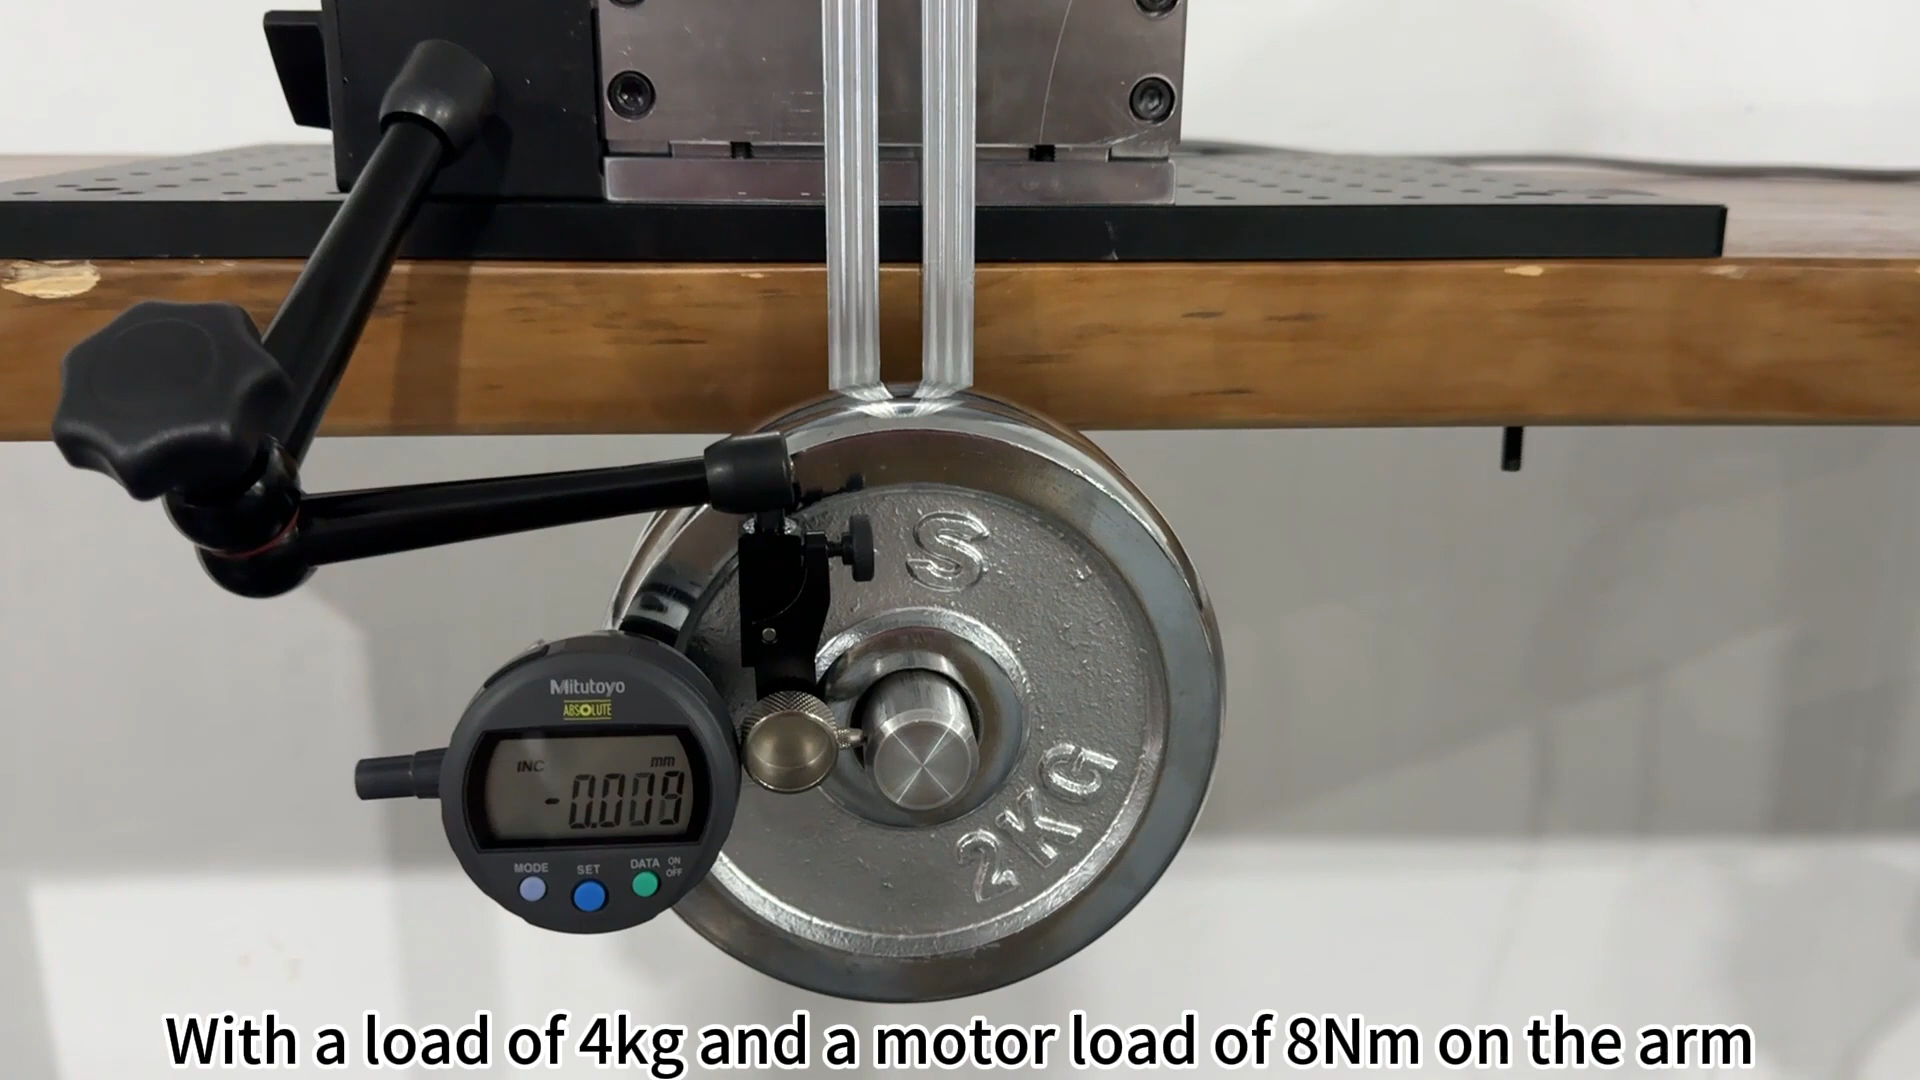 S
2KG
Mitutoyo
ABSOLUTE
INC
mm
-0.009
MODE
SET
DATA
ON
OFF
With a load of 4kg and a motor load of 8Nm on the arm